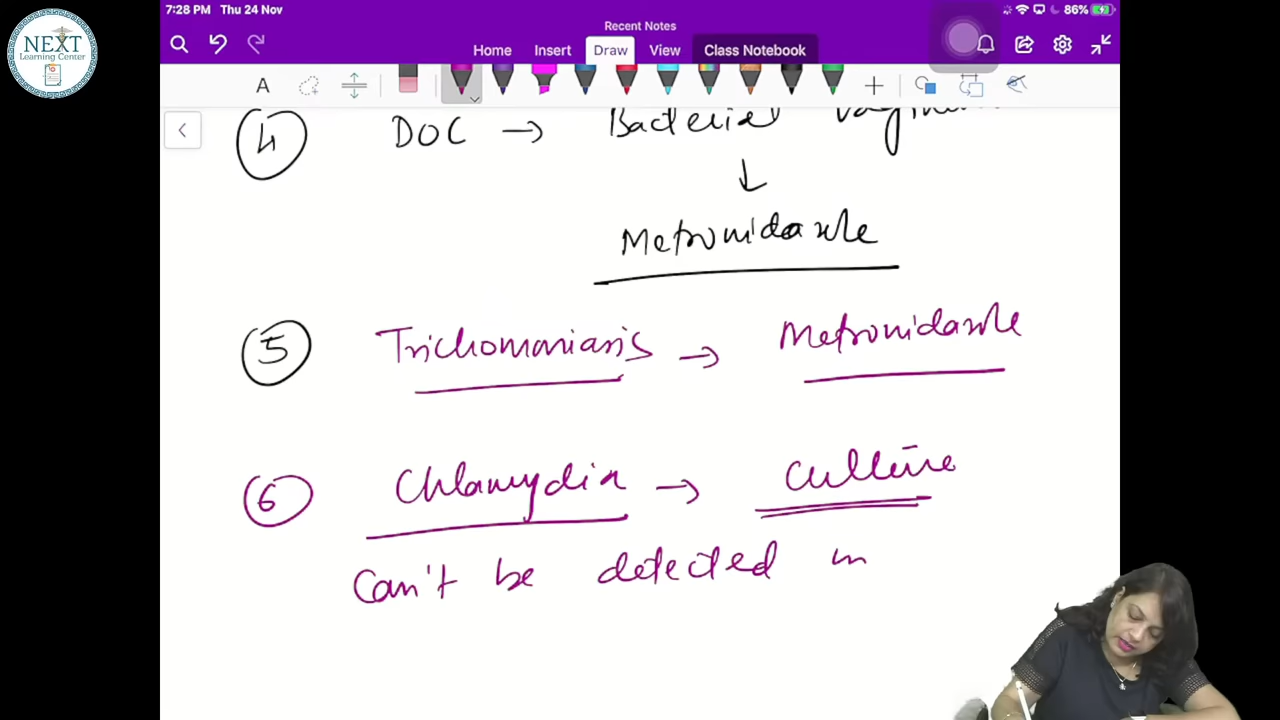 7:28 PM Thu 24 Nov
86%
NEXT
Learning Center
Recent Notes
Home Insert Draw View Class Notebook
A
4 DOC → Bacterial
↓
Metronidazole
5 Trichomoniasis → Metronidazole
6 Chlamydia → Culture
Can't be detected in